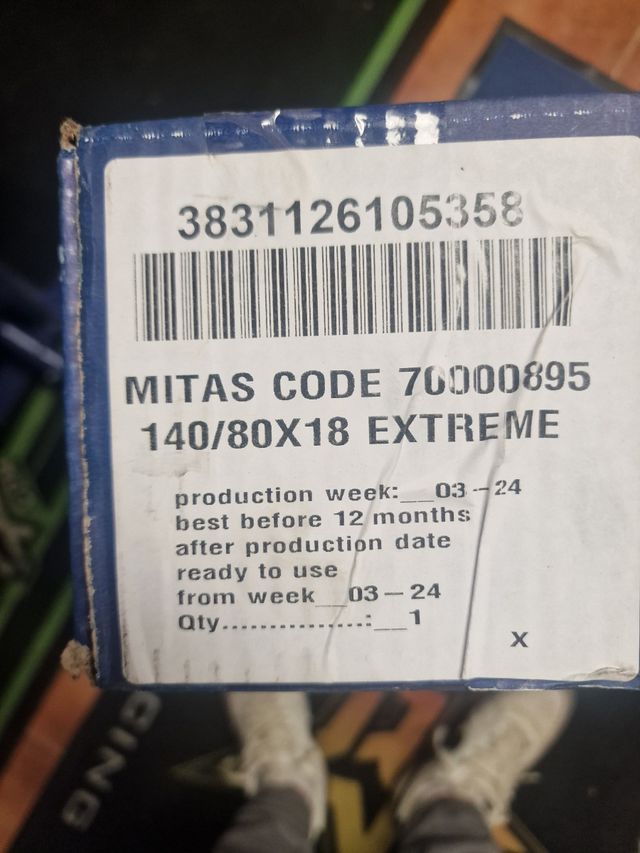 3831126105358
MITAS CODE 70000895
140/80X18 EXTREME
production week:__03-24
best before 12 months
after production date
ready to use
from week__03-24
Qty................:__1
X